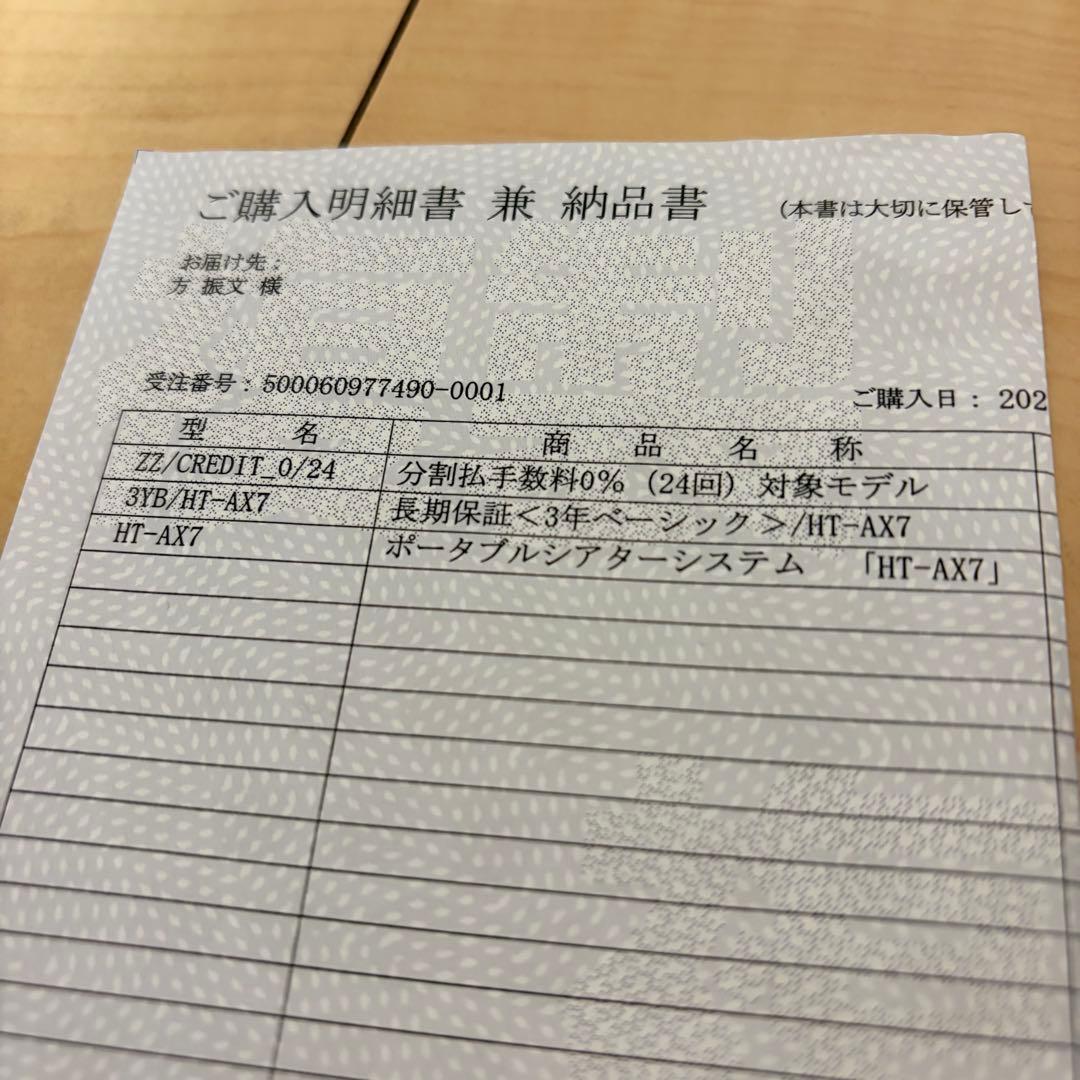 ご購入明細書 兼 納品書 (本書は大切に保管し
お届け先:
方 振文 様
受注番号: 500060977490-0001 ご購入日: 202
型 名 商 品 名 称
ZZ/CREDIT_0/24 分割払手数料0% (24回) 対象モデル
3YB/HT-AX7 長期保証<3年ベーシック>/HT-AX7
HT-AX7 ポータブルシアターシステム 「HT-AX7」